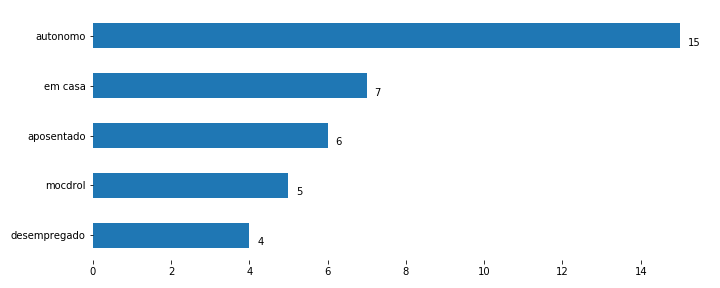 autonomo 15
em casa 7
aposentado 6
mocdrol 5
desempregado 4
0 2 4 6 8 10 12 14